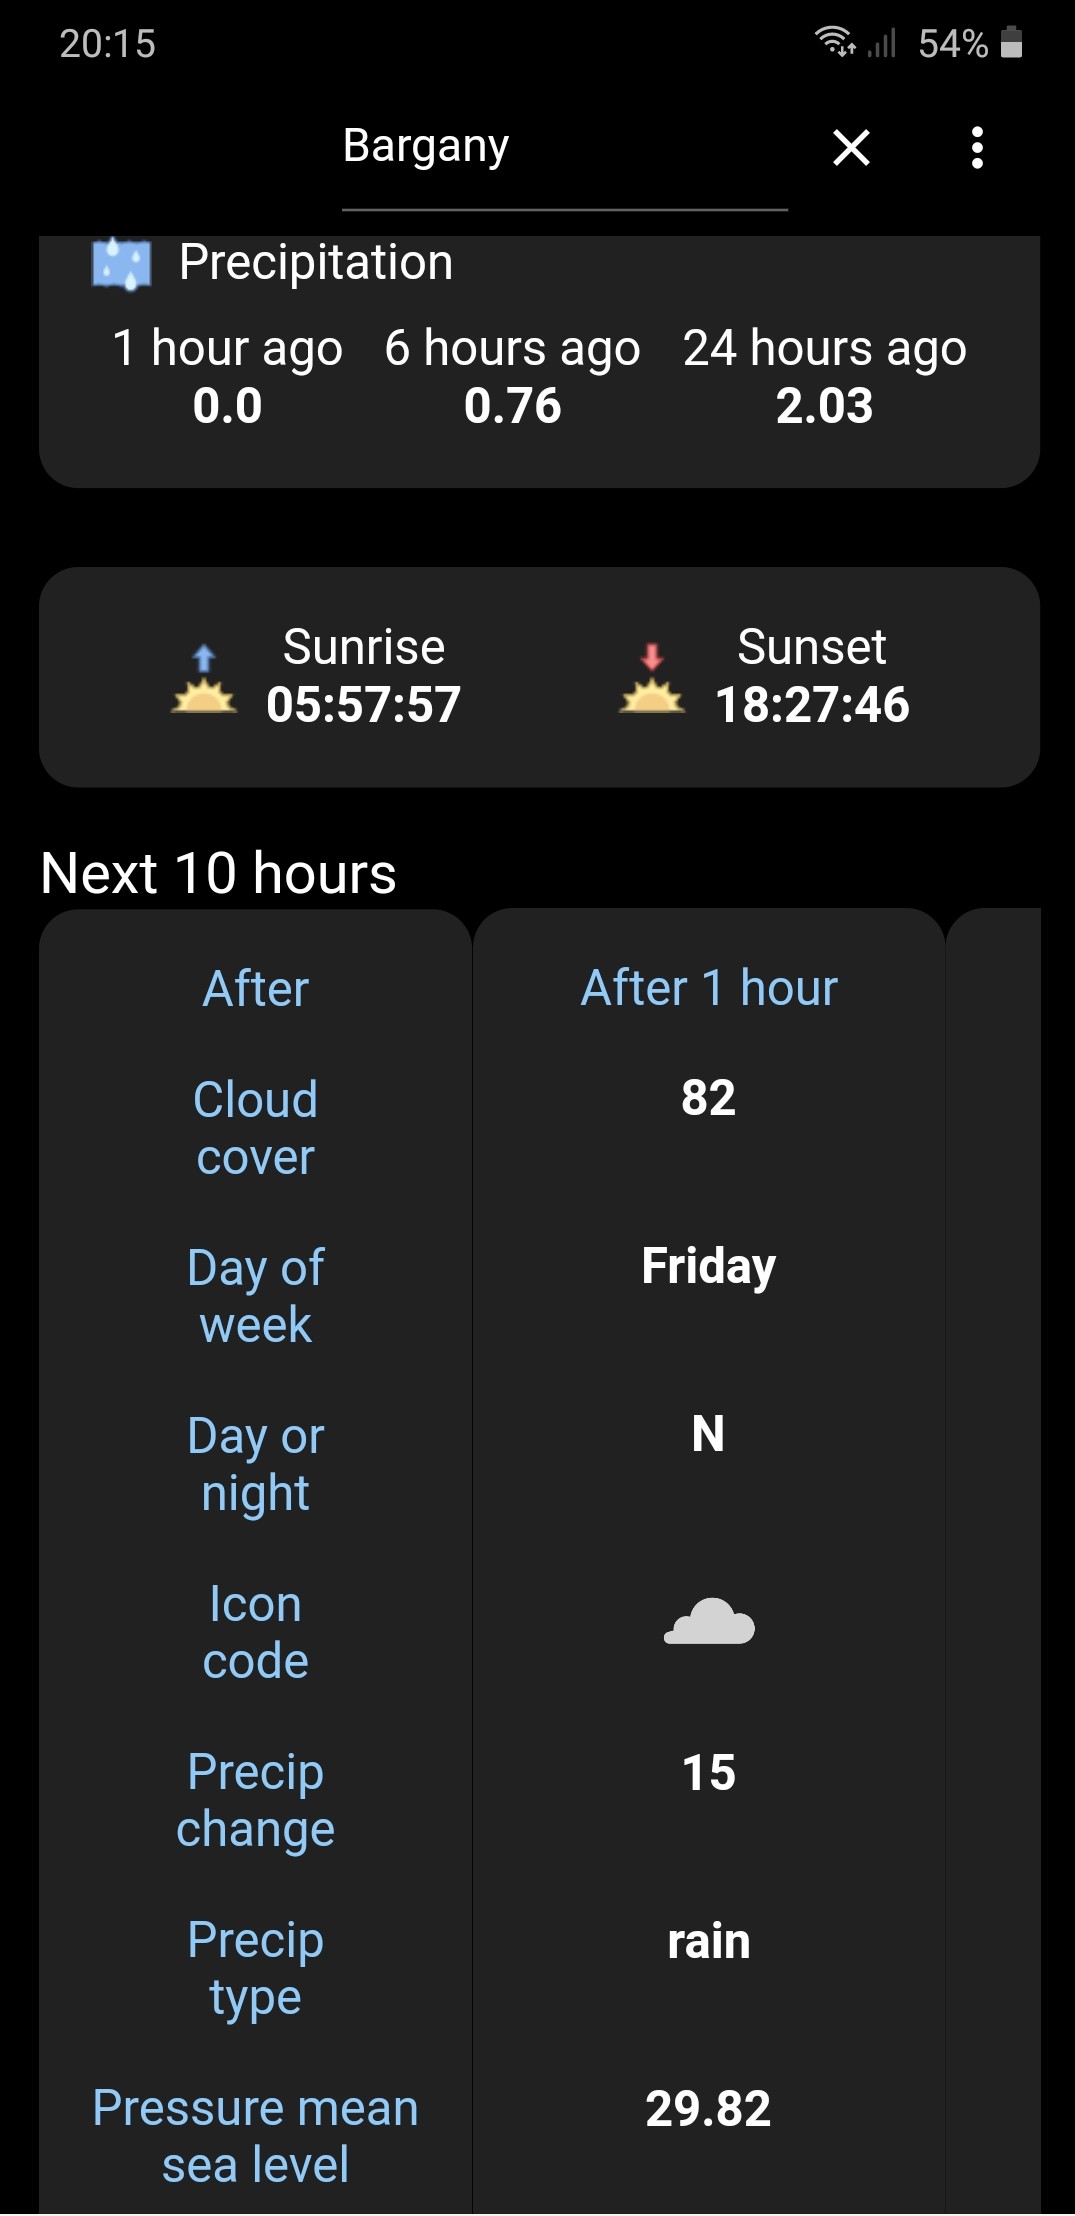 20:15 54%
Bargany
Precipitation
1 hour ago 6 hours ago 24 hours ago
0.0 0.76 2.03
Sunrise Sunset
05:57:57 18:27:46
Next 10 hours
After After 1 hour
Cloud 82
cover
Day of Friday
week
Day or N
night
Icon
code
Precip 15
change
Precip rain
type
Pressure mean 29.82
sea level